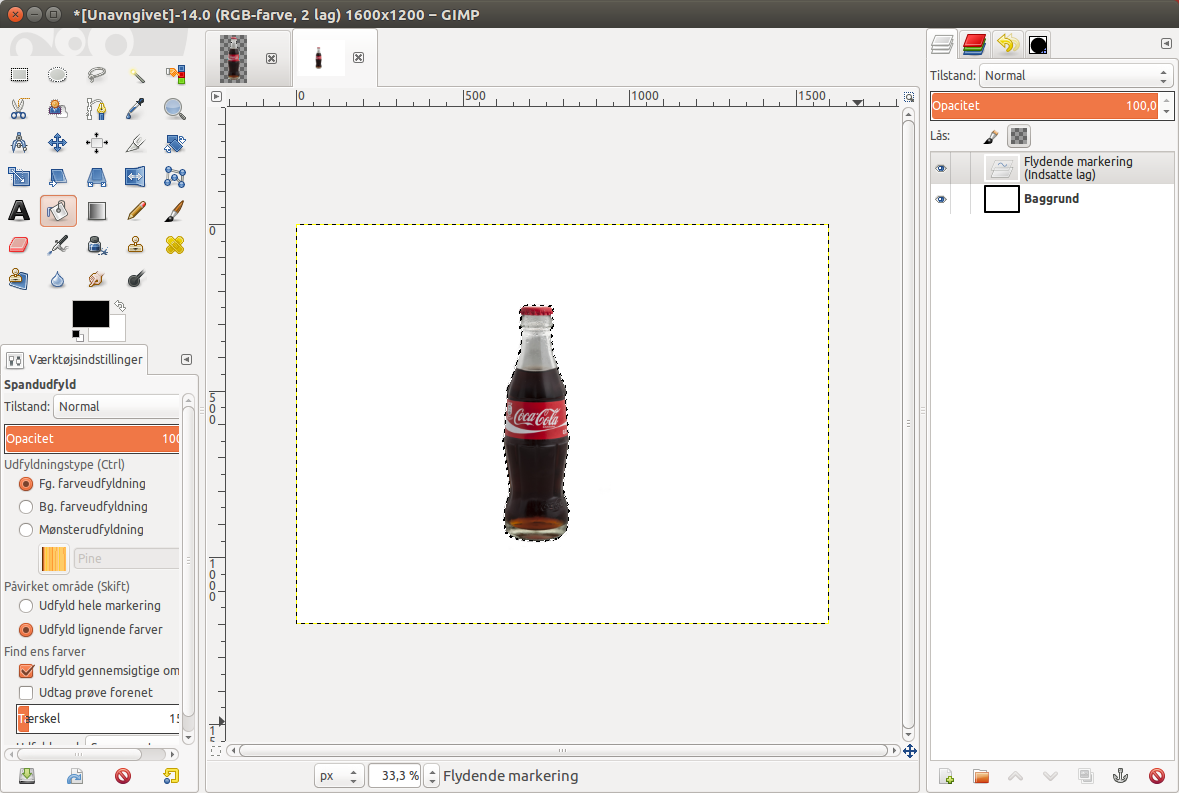 *[Unavngivet]-14.0 (RGB-farve, 2 lag) 1600x1200 – GIMP
Tilstand: Normal
Opacitet 100,0
Lås:
Flydende markering
(Indsatte lag)
Baggrund
0 500 1000 1500
0
500
1000
15
Coca-Cola
Værktøjsindstillinger
Spandudfyld
Tilstand: Normal
Opacitet 100
Udfyldningstype (Ctrl)
Fg. farveudfyldning
Bg. farveudfyldning
Mønsterudfyldning
Pine
Påvirket område (Skift)
Udfyld hele markering
Udfyld lignende farver
Find ens farver
Udfyld gennemsigtige om
Udtag prøve forenet
Tærskel 15
px 33,3 % Flydende markering